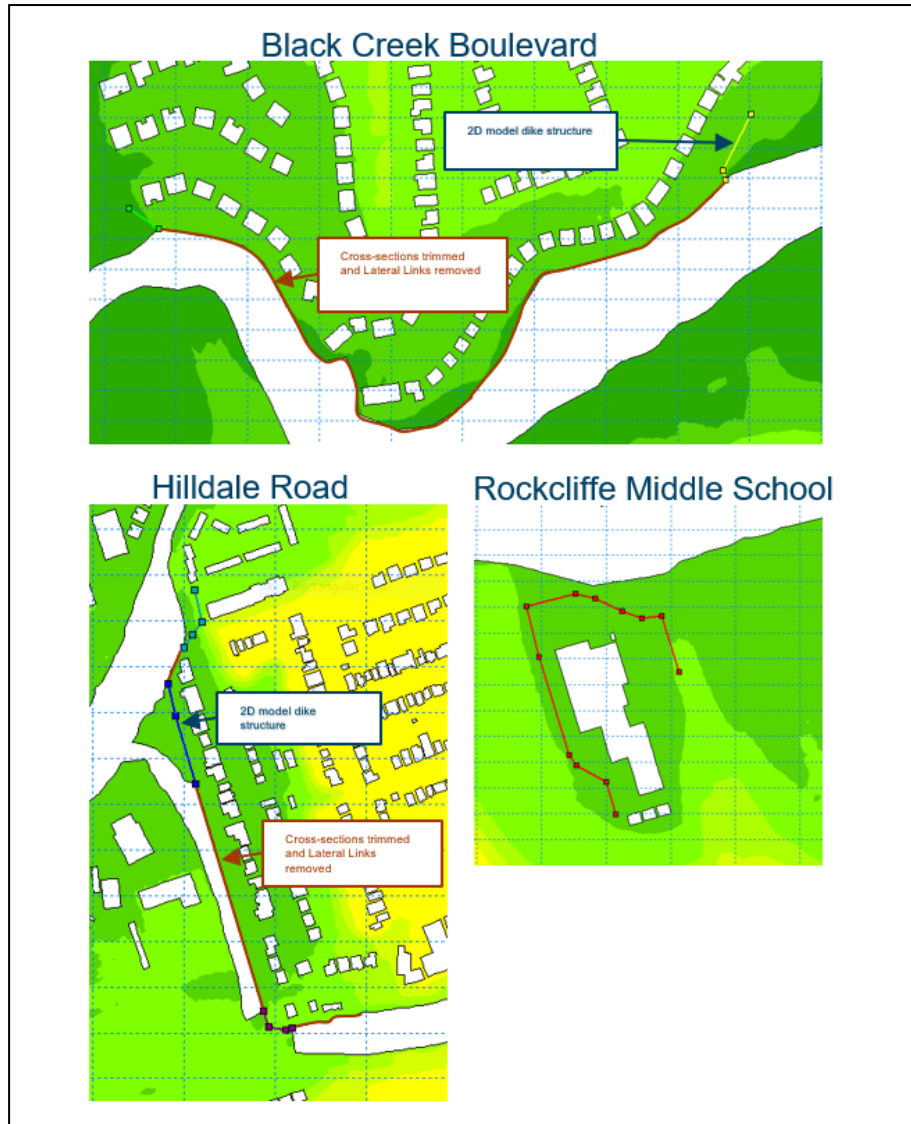 Black Creek Boulevard
2D model dike structure
Cross-sections trimmed
and Lateral Links removed
Hilldale Road
Rockcliffe Middle School
2D model dike
structure
Cross-sections trimmed
and Lateral Links
removed